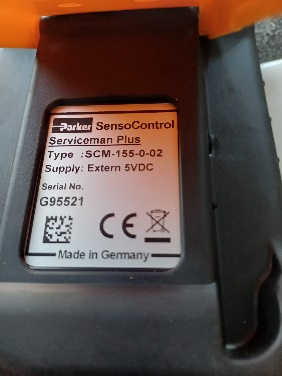 Parker SensoControl
Serviceman Plus
Type :SCM-155-0-02
Supply: Extern 5VDC
Serial No.
G95521
CE
Made in Germany